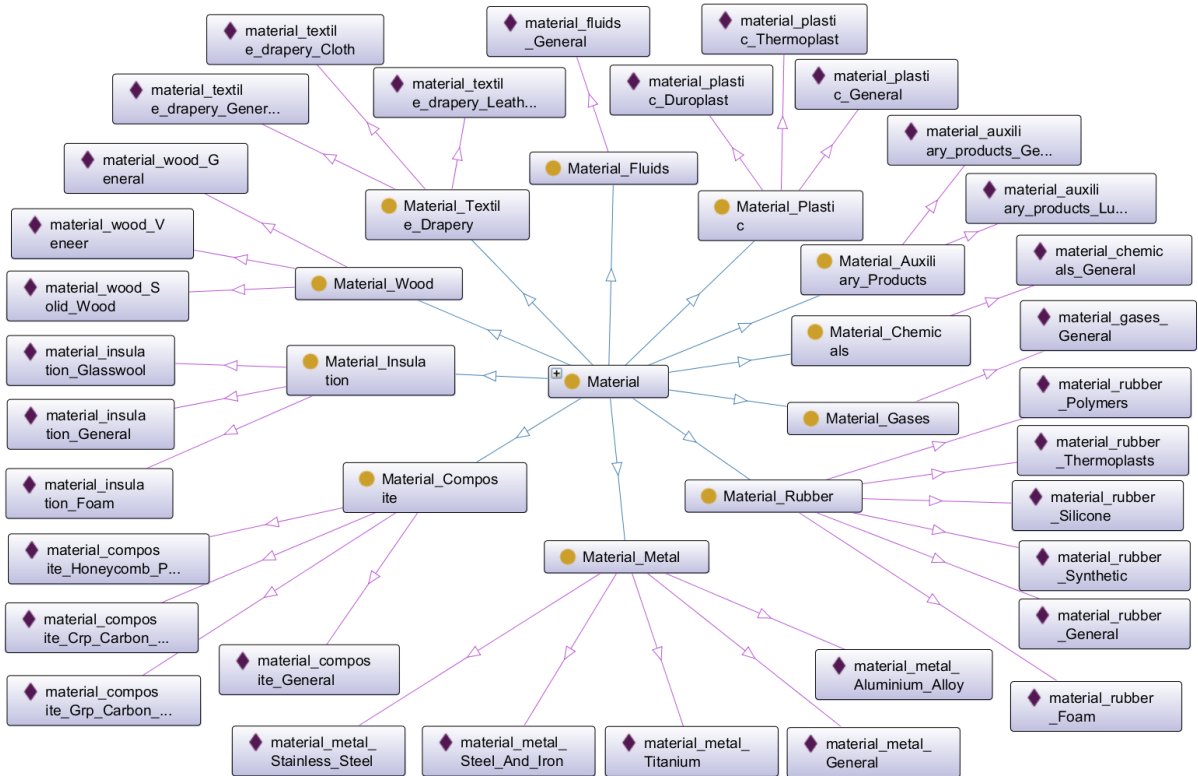 material_textil
e_drapery_Cloth
material_fluids
_General
material_plasti
c_Thermoplast
material_textil
e_drapery_Gener...
material_textil
e_drapery_Leath...
material_plasti
c_Duroplast
material_plasti
c_General
material_wood_G
eneral
Material_Fluids
material_auxili
ary_products_Ge...
Material_Textil
e_Drapery
Material_Plasti
c
material_auxili
ary_products_Lu...
material_wood_V
eneer
Material_Wood
Material_Auxili
ary_Products
material_chemic
als_General
material_wood_S
olid_Wood
Material_Chemic
als
material_gases_
General
material_insula
tion_Glasswool
Material_Insula
tion
Material
material_insula
tion_General
Material_Gases
material_rubber
_Polymers
material_insula
tion_Foam
Material_Compos
ite
Material_Rubber
material_rubber
_Thermoplasts
material_rubber
_Silicone
material_compos
ite_Honeycomb_P...
Material_Metal
material_rubber
_Synthetic
material_compos
ite_Crp_Carbon_...
material_rubber
_General
material_compos
ite_Grp_Carbon_...
material_compos
ite_General
material_metal_
Aluminium_Alloy
material_rubber
_Foam
material_metal_
Stainless_Steel
material_metal_
Steel_And_Iron
material_metal_
Titanium
material_metal_
General